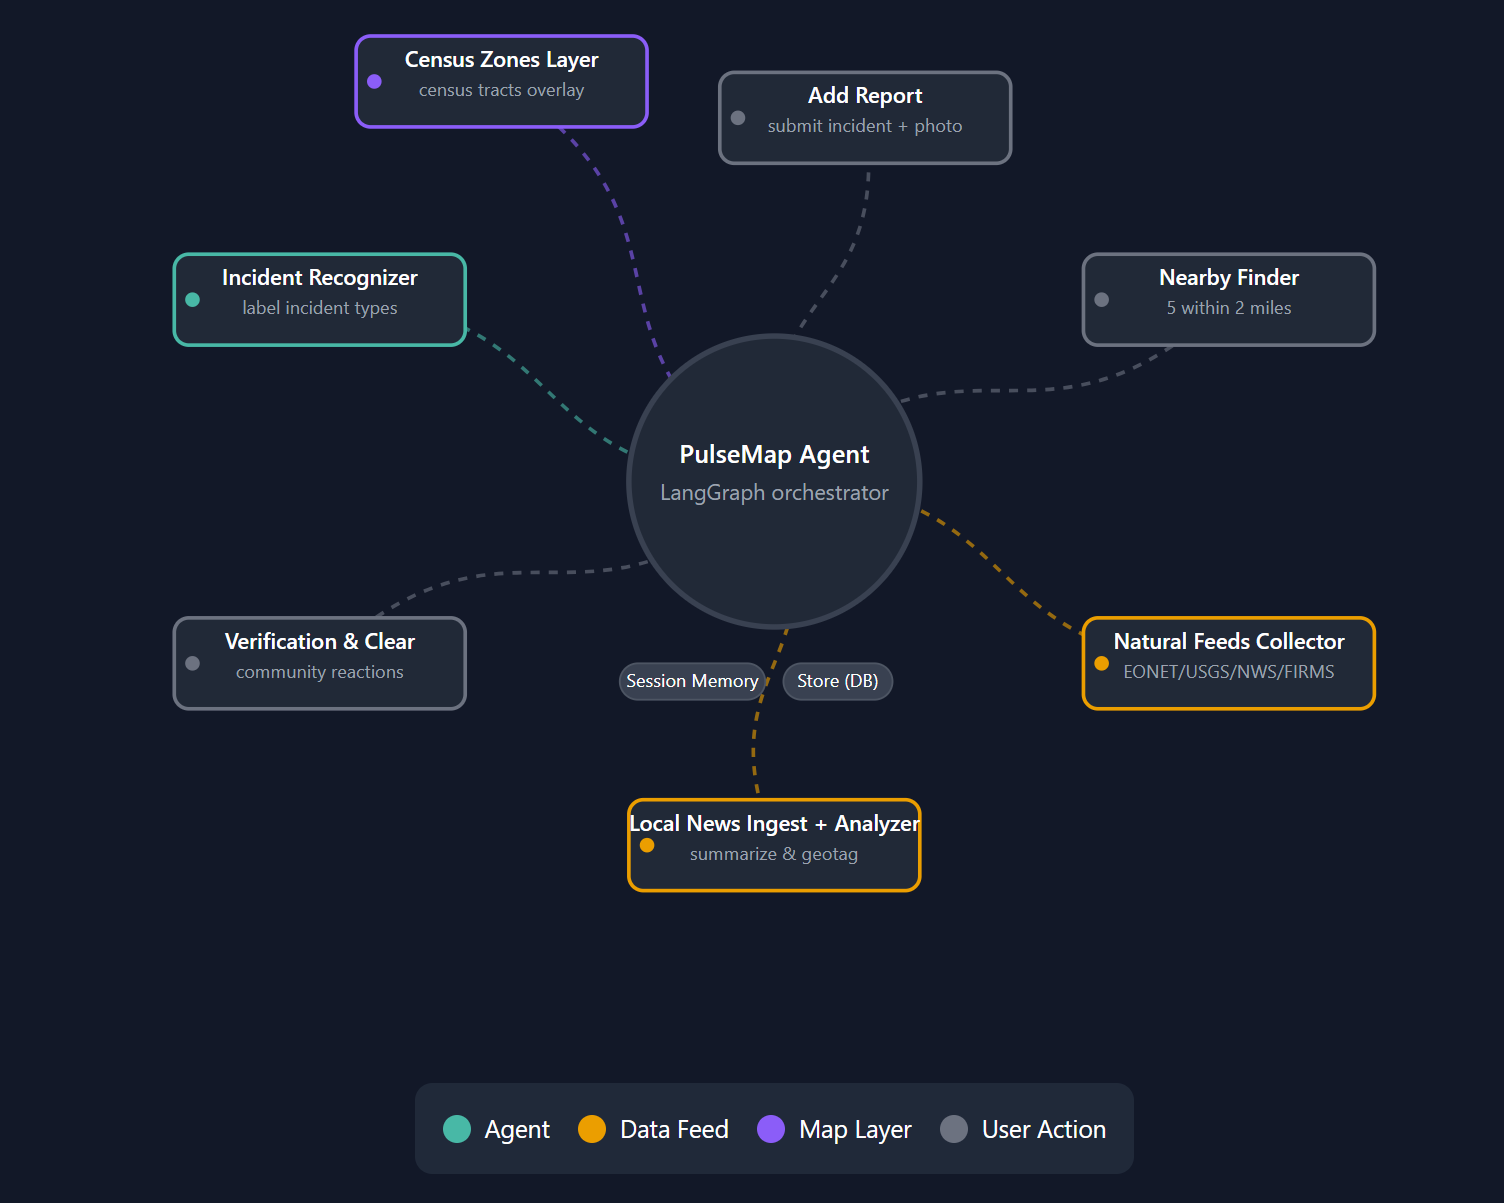 Census Zones Layer
census tracts overlay
Add Report
submit incident + photo
Incident Recognizer
label incident types
Nearby Finder
5 within 2 miles
PulseMap Agent
LangGraph orchestrator
Verification & Clear
community reactions
Natural Feeds Collector
EONET/USGS/NWS/FIRMS
Session Memory
Store (DB)
Local News Ingest + Analyzer
summarize & geotag
Agent
Data Feed
Map Layer
User Action